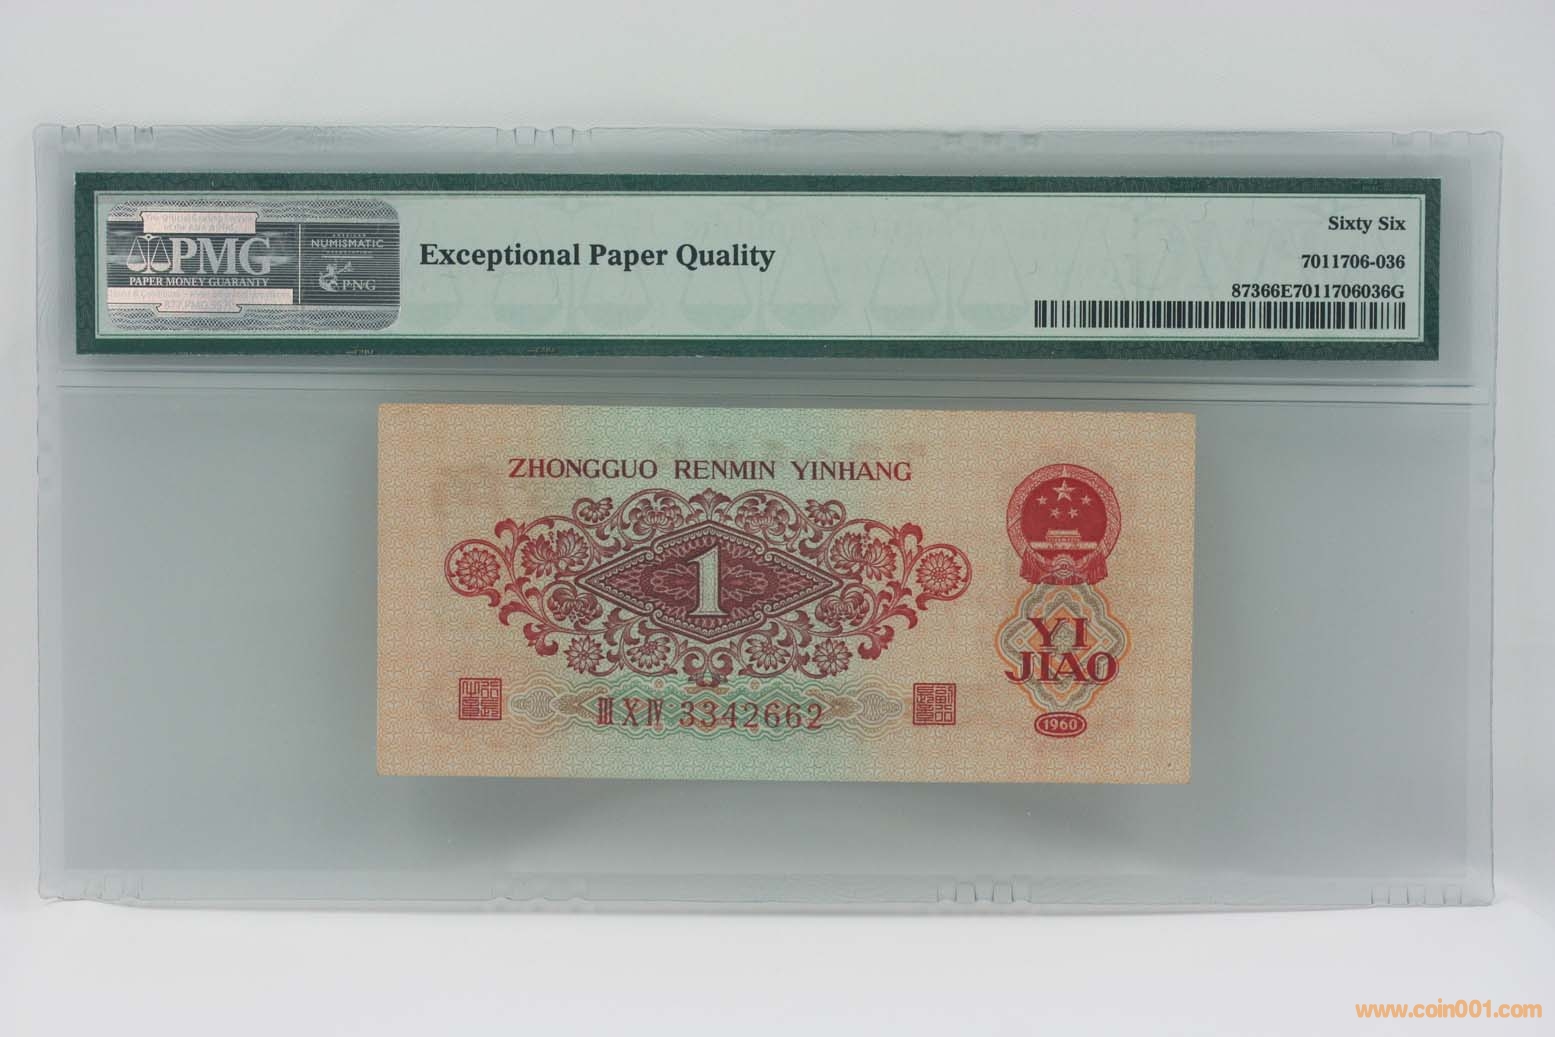 PMG
PAPER MONEY GUARANTY
NUMISMATIC
PNG
Exceptional Paper Quality
Sixty Six
7011706-036
87366E7011706036G
ZHONGGUO RENMIN YINHANG
1
YI
JIAO
III X IV 3342662
1960
www.coin001.com